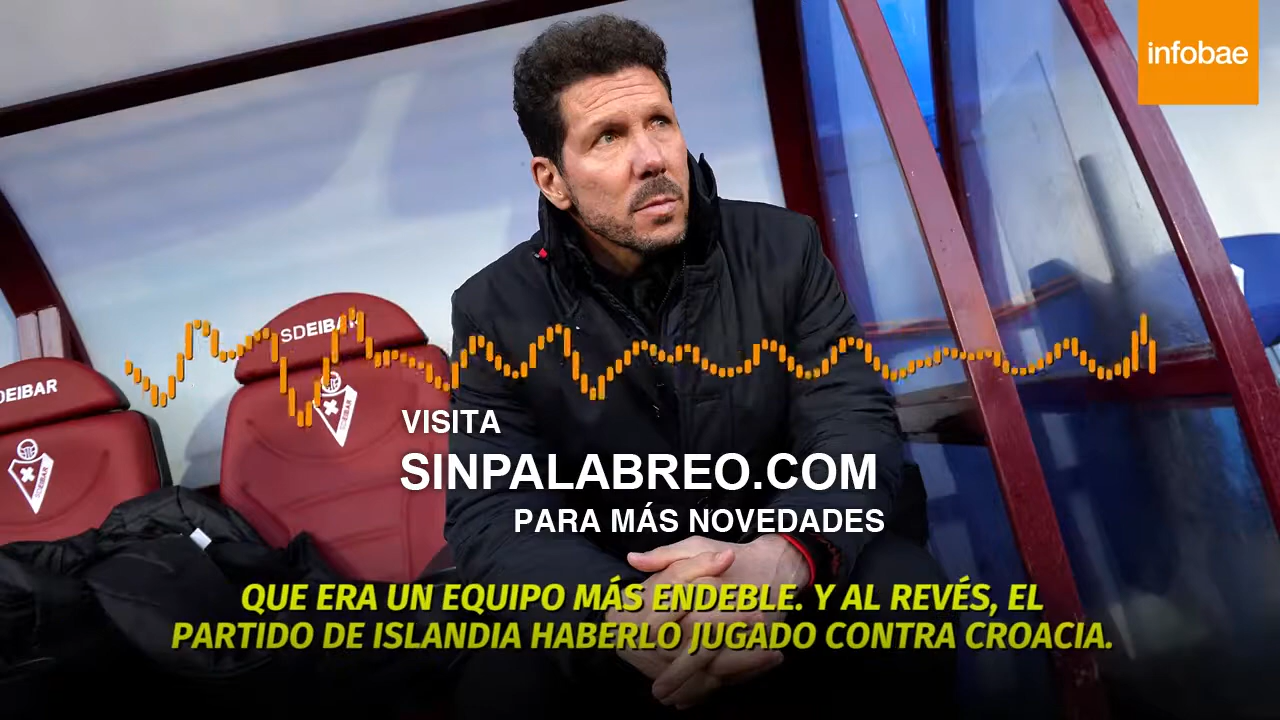 infobae
SDEIBAR
EIBAR
VISITA
SINPALABREO.COM
PARA MÁS NOVEDADES
QUE ERA UN EQUIPO MÁS ENDEBLE. Y AL REVÉS, EL
PARTIDO DE ISLANDIA HABERLO JUGADO CONTRA CROACIA.